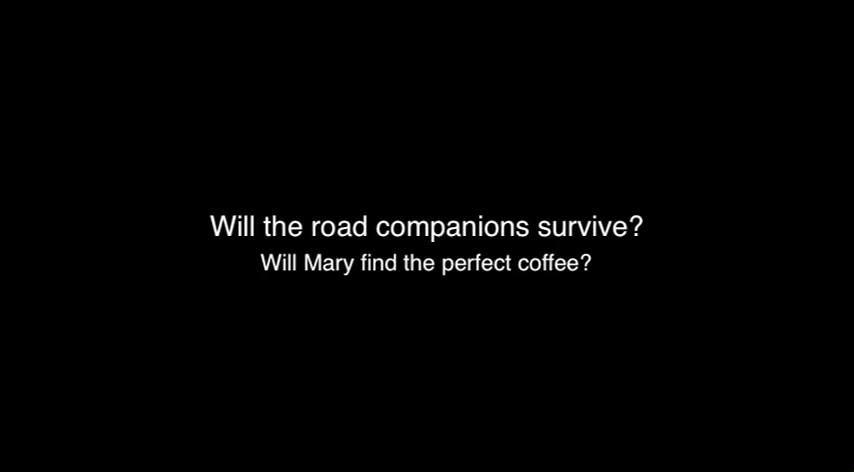 Will the road companions survive?
Will Mary find the perfect coffee?